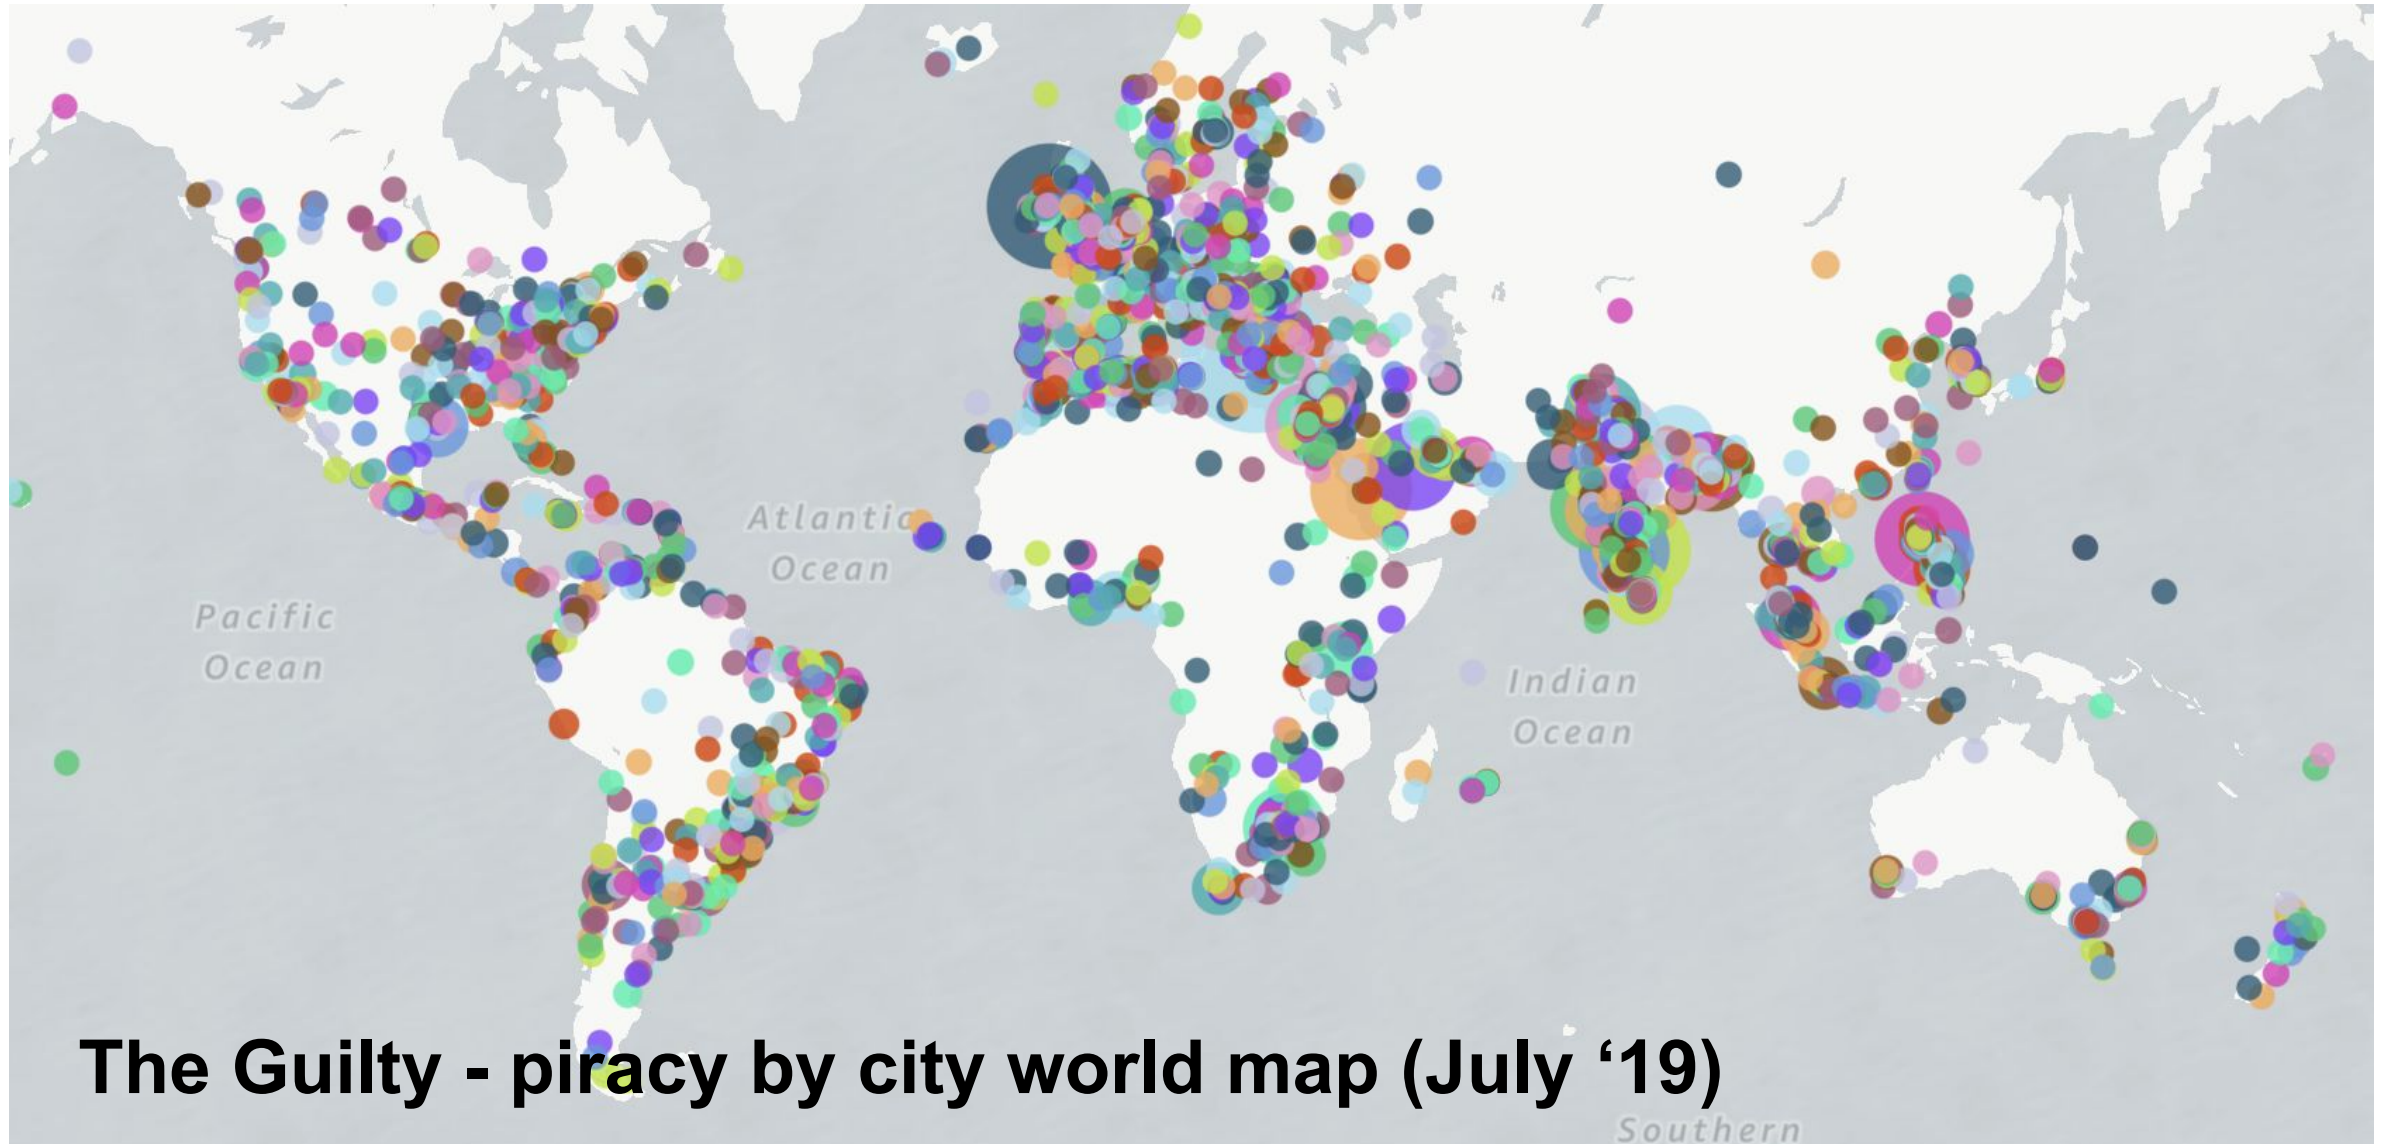 Atlantic
Ocean
Pacific
Ocean
Indian
Ocean
The Guilty - piracy by city world map (July ‘19)
Southern